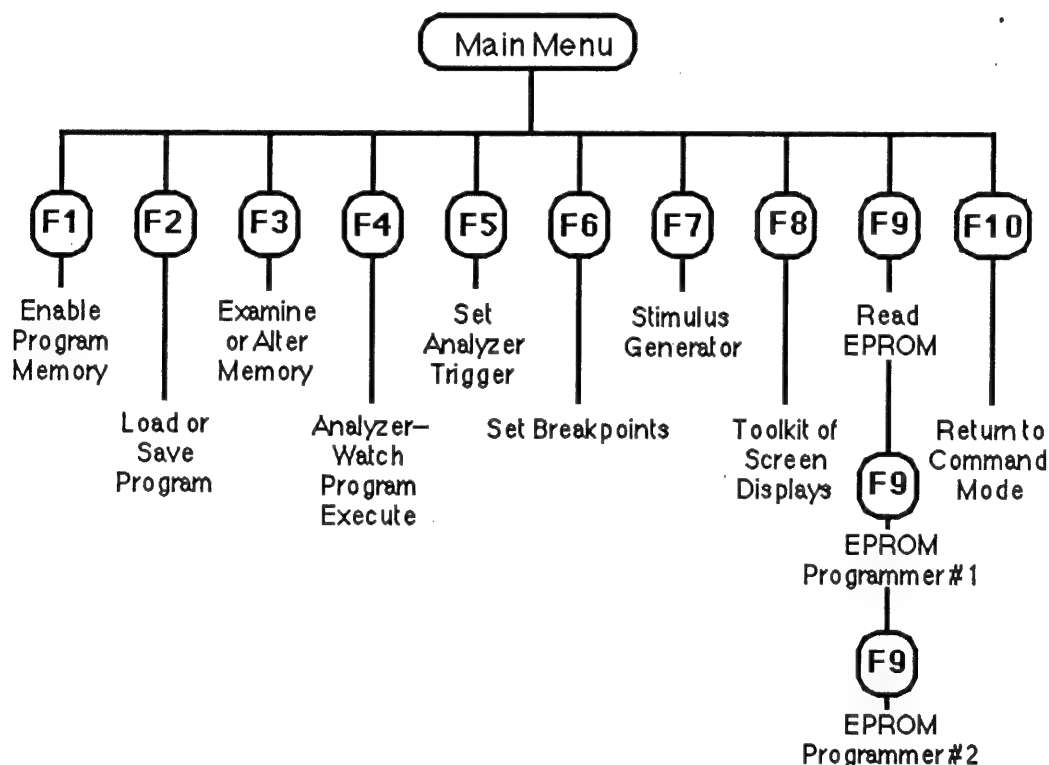 Main Menu
F1
F2
F3
F4
F5
F6
F7
F8
F9
F10
Enable
Program
Memory
Load or
Save
Program
Examine
or Alter
Memory
Analyzer—
Watch
Program
Execute
Set
Analyzer
Trigger
Set Breakpoints
Stimulus
Generator
Toolkit of
Screen
Displays
Read
EPROM
F9
EPROM
Programmer #1
F9
EPROM
Programmer #2
Return to
Command
Mode